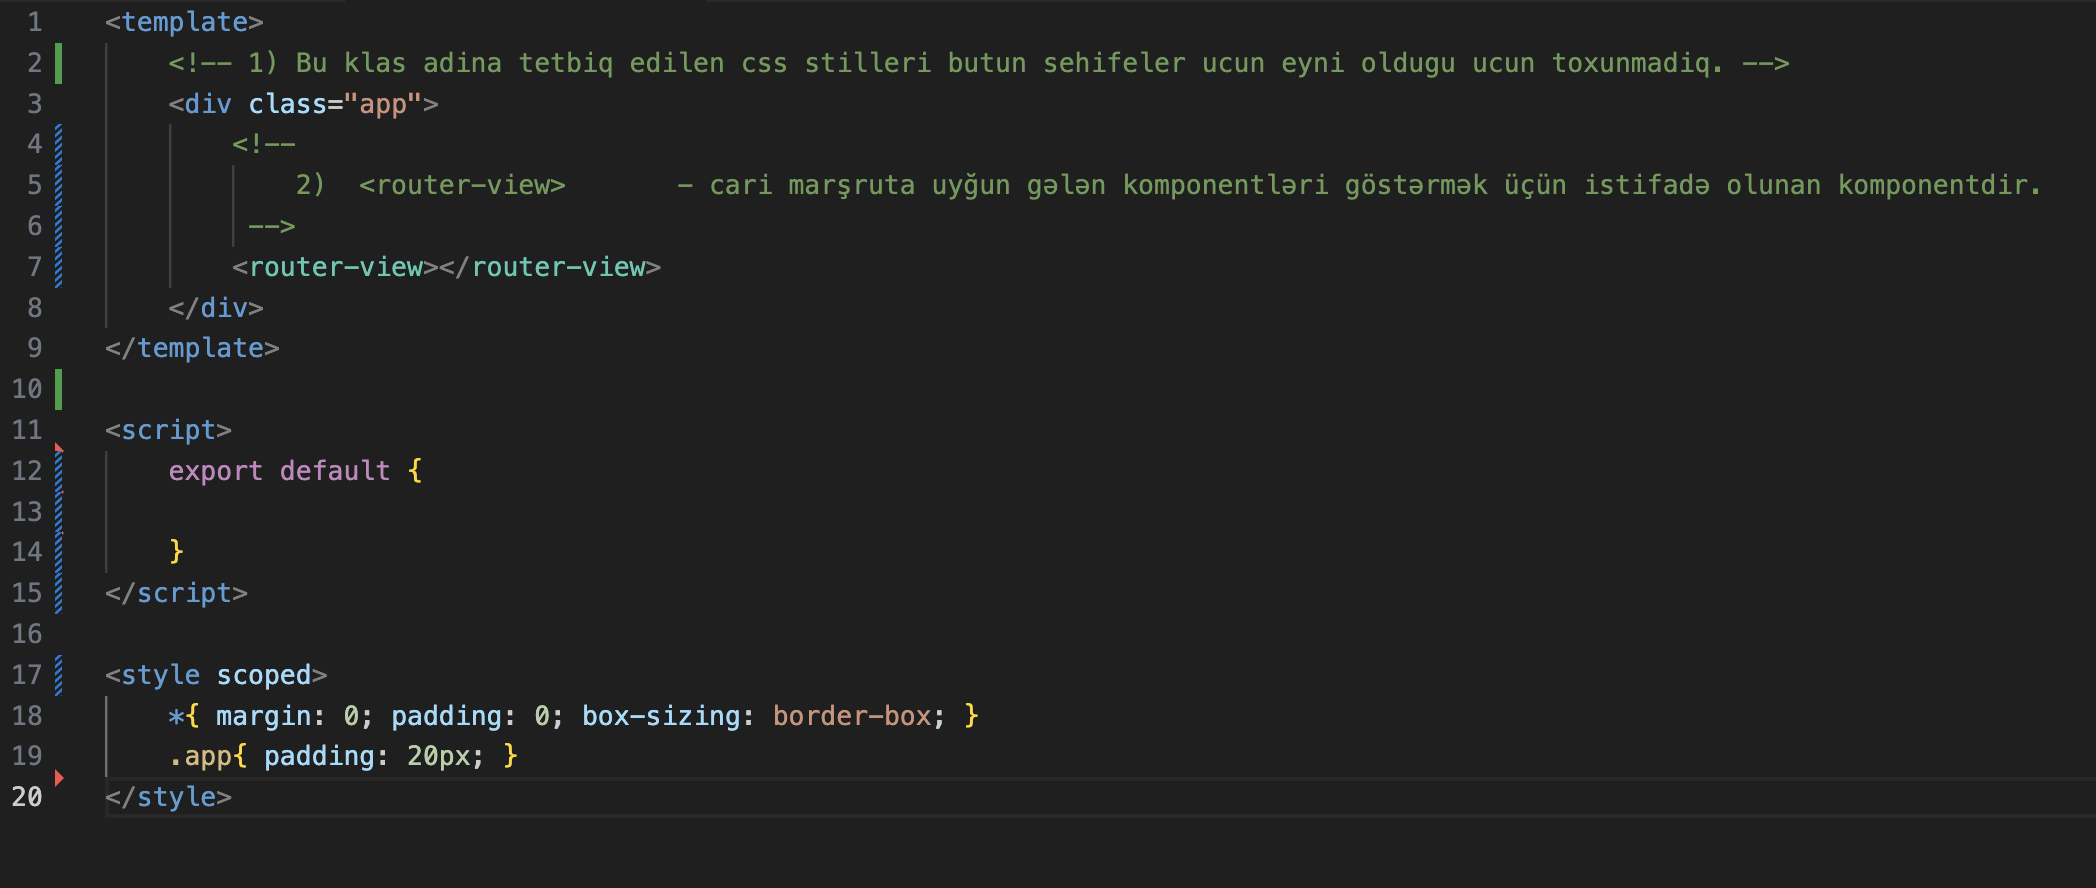 1 <template>
2 <!-- 1) Bu klas adina tetbiq edilen css stilleri butun sehifeler ucun eyni oldugu ucun toxunmadiq. -->
3 <div class="app">
4 <!--
5 2) <router-view> - cari marşruta uyğun gələn komponentləri göstərmək üçün istifadə olunan komponentdir.
6 -->
7 <router-view></router-view>
8 </div>
9 </template>
10
11 <script>
12 export default {
13
14 }
15 </script>
16
17 <style scoped>
18 *{ margin: 0; padding: 0; box-sizing: border-box; }
19 .app{ padding: 20px; }
20 </style>